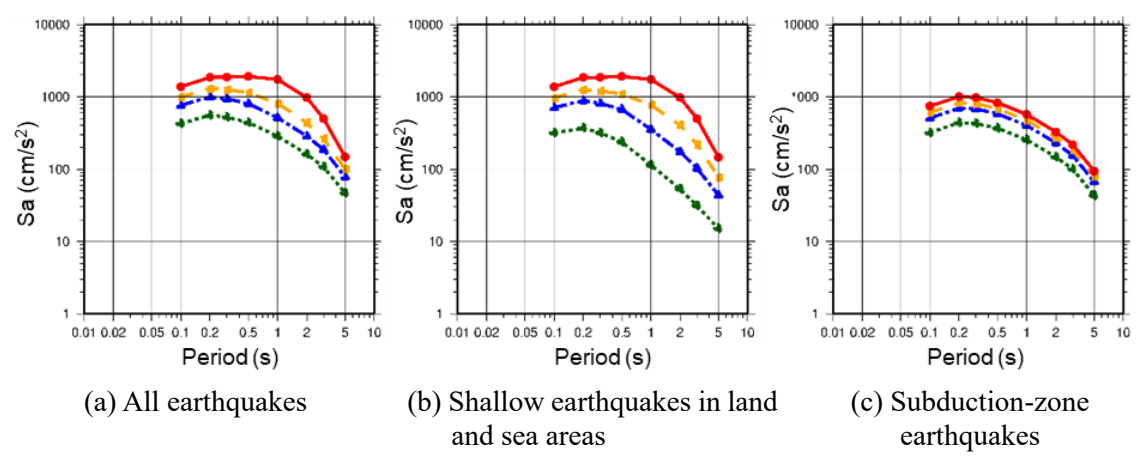 10000
1000
100
10
1
Sa (cm/s²)
0.01 0.02 0.05 0.1 0.2 0.5 1 2 5 10
Period (s)
(a) All earthquakes
10000
1000
100
10
1
Sa (cm/s²)
0.01 0.02 0.05 0.1 0.2 0.5 1 2 5 10
Period (s)
(b) Shallow earthquakes in land
and sea areas
10000
1000
100
10
1
Sa (cm/s²)
0.01 0.02 0.05 0.1 0.2 0.5 1 2 5 10
Period (s)
(c) Subduction-zone
earthquakes